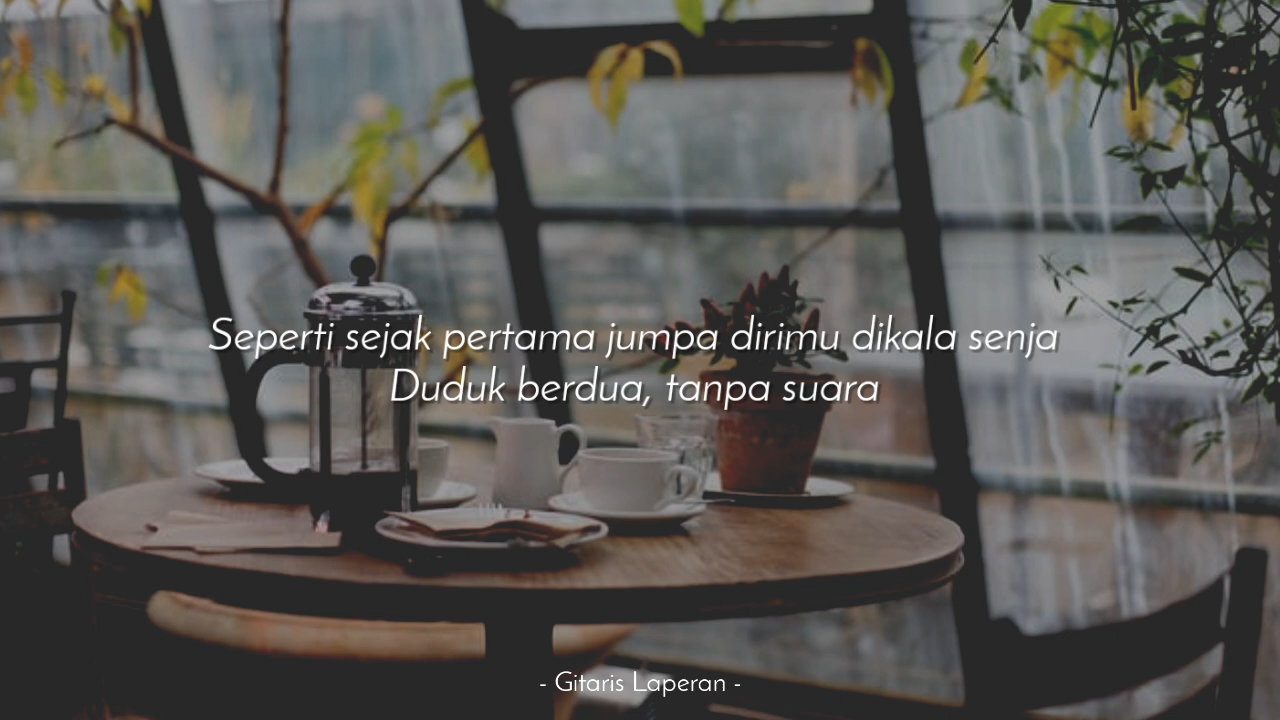 Seperti sejak pertama jumpa dirimu dikala senja
Duduk berdua, tanpa suara
- Gitaris Laperan -